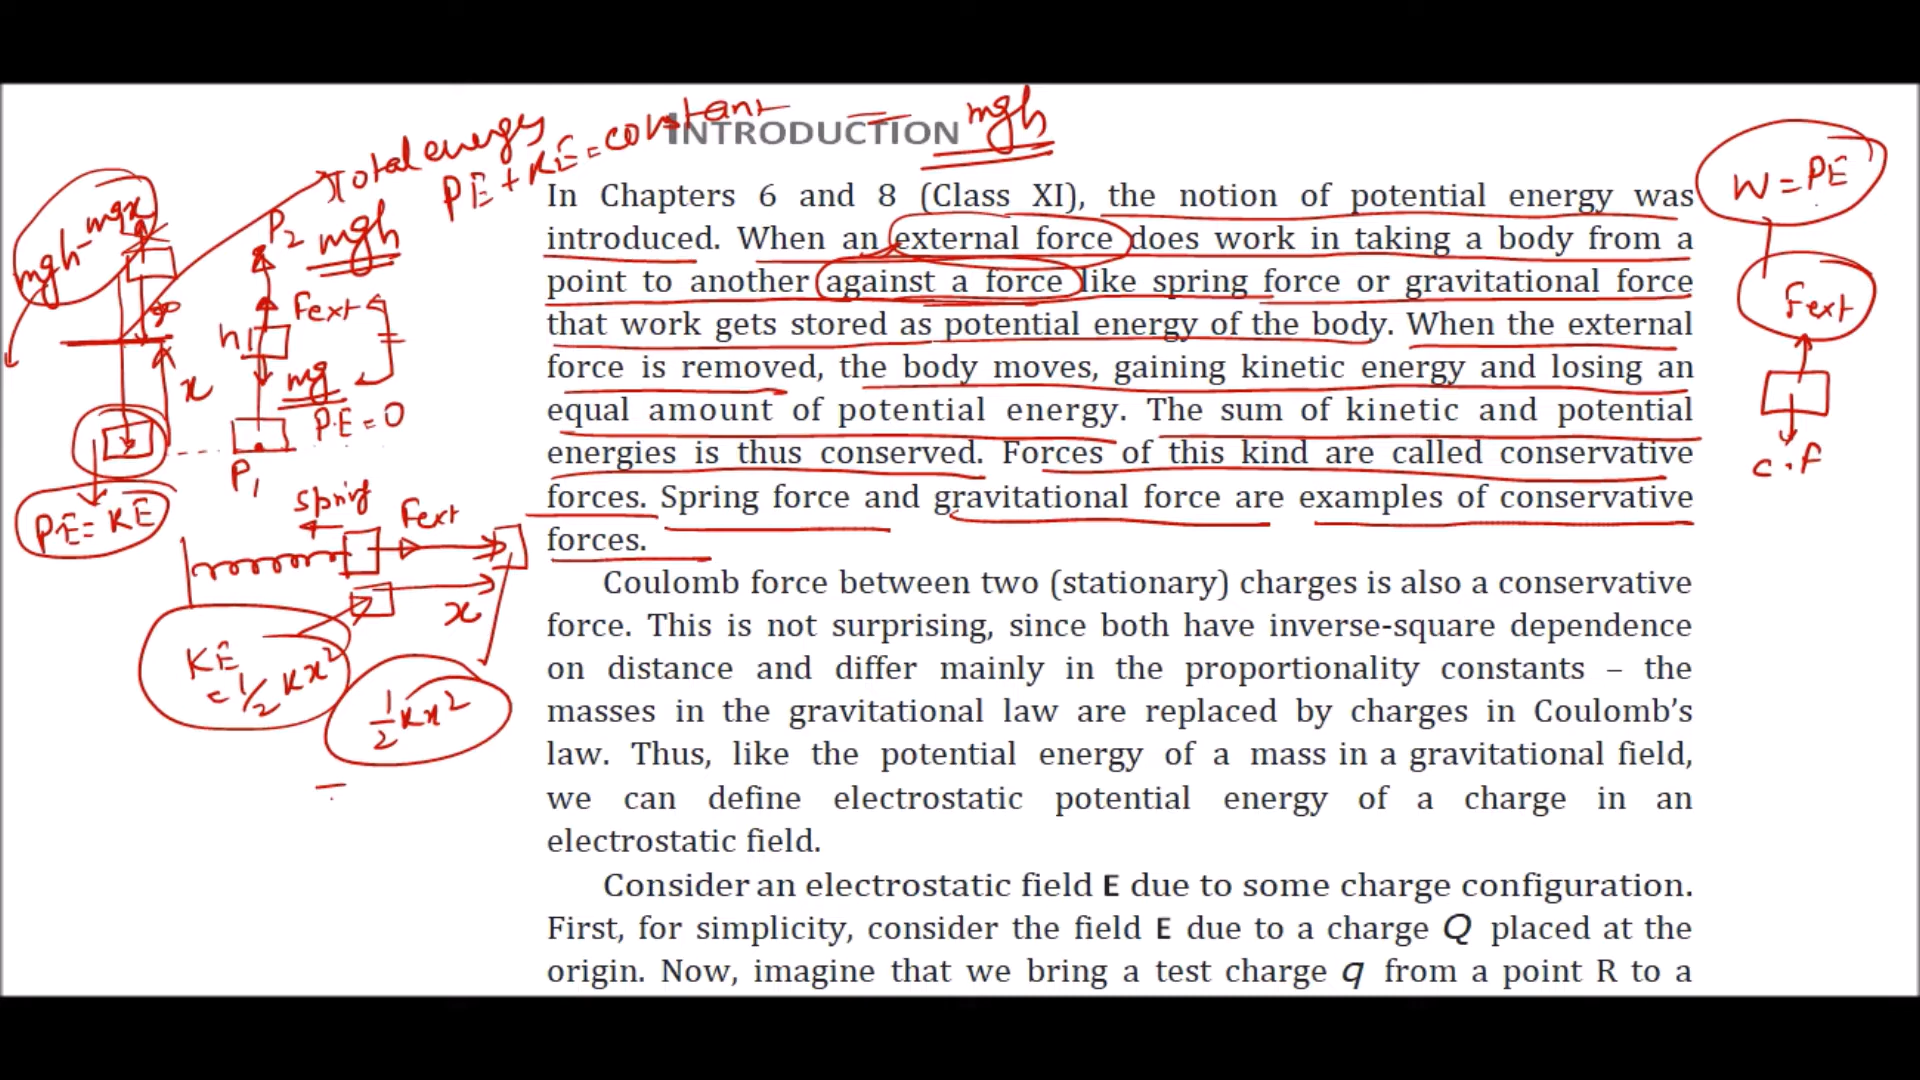 Total energy
PE + KE = constant = mgh
INTRODUCTION
In Chapters 6 and 8 (Class XI), the notion of potential energy was
introduced. When an external force does work in taking a body from a
point to another against a force like spring force or gravitational force
that work gets stored as potential energy of the body. When the external
force is removed, the body moves, gaining kinetic energy and losing an
equal amount of potential energy. The sum of kinetic and potential
energies is thus conserved. Forces of this kind are called conservative
forces. Spring force and gravitational force are examples of conservative
forces.
Coulomb force between two (stationary) charges is also a conservative
force. This is not surprising, since both have inverse-square dependence
on distance and differ mainly in the proportionality constants – the
masses in the gravitational law are replaced by charges in Coulomb’s
law. Thus, like the potential energy of a mass in a gravitational field,
we can define electrostatic potential energy of a charge in an
electrostatic field.
Consider an electrostatic field E due to some charge configuration.
First, for simplicity, consider the field E due to a charge Q placed at the
origin. Now, imagine that we bring a test charge q from a point R to a
mgh-mgx
P2
mgh
Fext
h
mg
x
P.E = 0
P1
PE = KE
spring
Fext
x
KE
= 1/2 Kx²
1/2 Kx²
W = PE
Fext
C.F